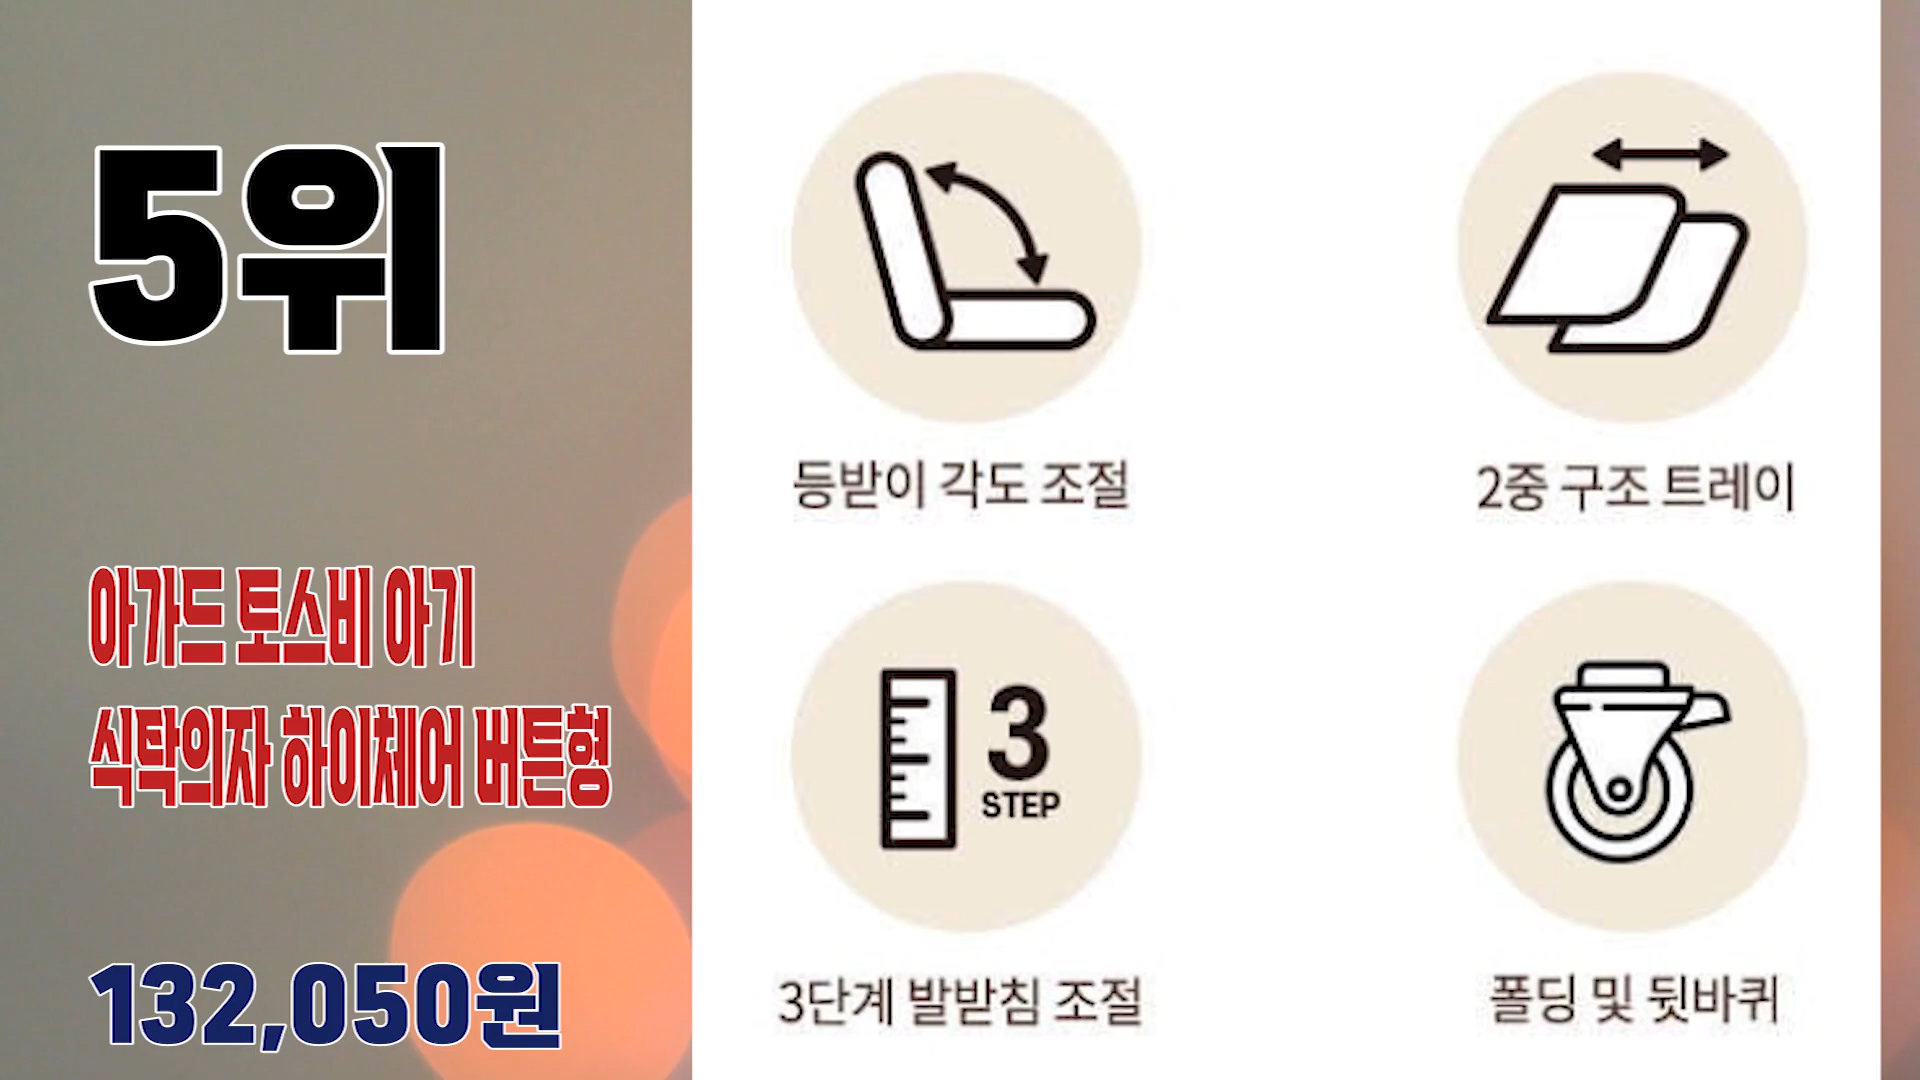 5위
아가드 토스비 아기
식탁의자 하이체어 버튼형
132,050원
등받이 각도 조절
2중 구조 트레이
3
STEP
3단계 발받침 조절
폴딩 및 뒷바퀴